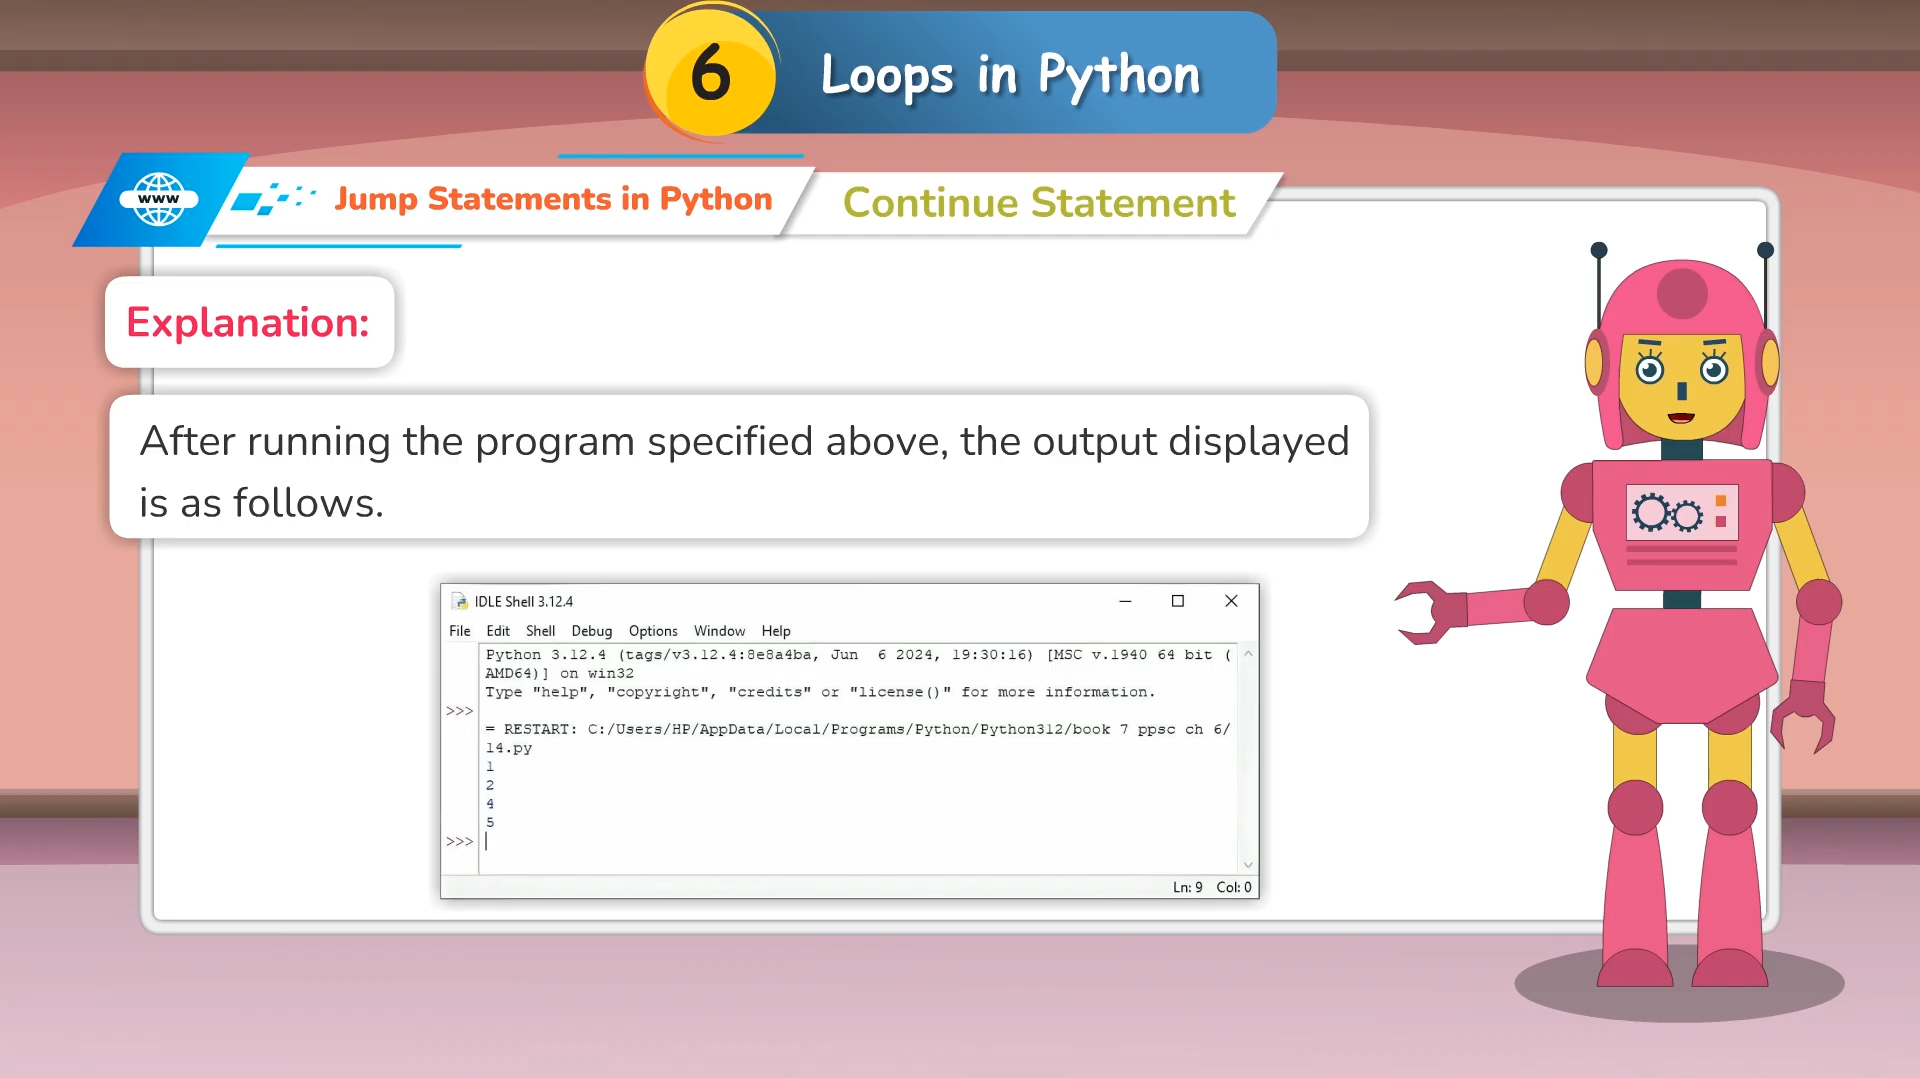 6
Loops in Python
www
Jump Statements in Python
Continue Statement
Explanation:
After running the program specified above, the output displayed
is as follows.
IDLE Shell 3.12.4
File Edit Shell Debug Options Window Help
Python 3.12.4 (tags/v3.12.4:8e8a4ba, Jun  6 2024, 19:30:16) [MSC v.1940 64 bit (
AMD64)] on win32
Type "help", "copyright", "credits" or "license()" for more information.
>>>
= RESTART: C:/Users/HP/AppData/Local/Programs/Python/Python312/book 7 ppsc ch 6/
14.py
1
2
4
5
>>>
Ln: 9 Col: 0